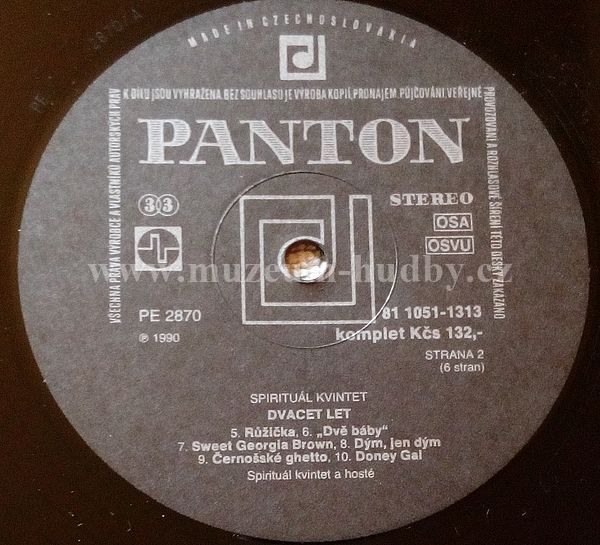 MADE IN CZECHOSLOVAKIA
VŠECHNA PRÁVA VÝROBCE A VLASTNÍKŮ AUTORSKÝCH PRÁV
K DÍLU JSOU VYHRAZENA. BEZ SOUHLASU JE VÝROBA KOPIÍ, PRONÁJEM, PŮJČOVÁNÍ, VEŘEJNÉ
PROVOZOVÁNÍ A ROZHLASOVÉ ŠÍŘENÍ TÉTO DESKY ZAKÁZÁNO
PANTON
33
STEREO
OSA
OSVU
www.muzeum-hudby.cz
PE 2870
81 1051-1313
℗ 1990
komplet Kčs 132,-
STRANA 2
(6 stran)
SPIRITUÁL KVINTET
DVACET LET
5. Růžička, 6. „Dvě báby"
7. Sweet Georgia Brown, 8. Dým, jen dým
9. Černošské ghetto, 10. Doney Gal
Spirituál kvintet a hosté